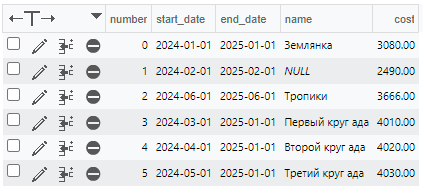 number start_date end_date name cost
0 2024-01-01 2025-01-01 Землянка 3080.00
1 2024-02-01 2025-02-01 NULL 2490.00
2 2024-06-01 2025-06-01 Тропики 3666.00
3 2024-03-01 2025-01-01 Первый круг ада 4010.00
4 2024-04-01 2025-01-01 Второй круг ада 4020.00
5 2024-05-01 2025-01-01 Третий круг ада 4030.00